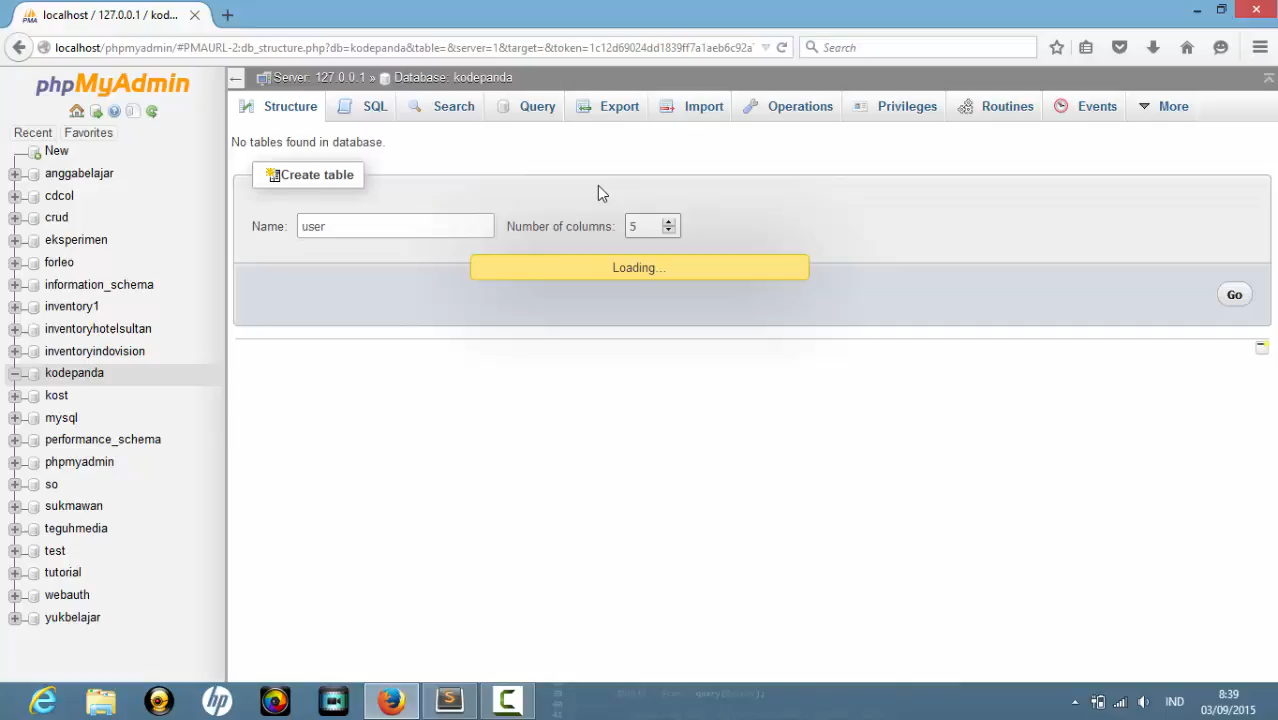 localhost / 127.0.0.1 / kod...
localhost/phpmyadmin/#PMAURL-2:db_structure.php?db=kodepanda&table=&server=1&target=&token=1c12d69024dd1839ff7a1aeb6c92a
Search
phpMyAdmin
Recent Favorites
New
anggabelajar
cdcol
crud
eksperimen
forleo
information_schema
inventory1
inventoryhotelsultan
inventoryindovision
kodepanda
kost
mysql
performance_schema
phpmyadmin
so
sukmawan
teguhmedia
test
tutorial
webauth
yukbelajar
Server: 127.0.0.1 » Database: kodepanda
Structure SQL Search Query Export Import Operations Privileges Routines Events More
No tables found in database.
Create table
Name: user Number of columns: 5
Loading...
Go
IND
8:39
03/09/2015